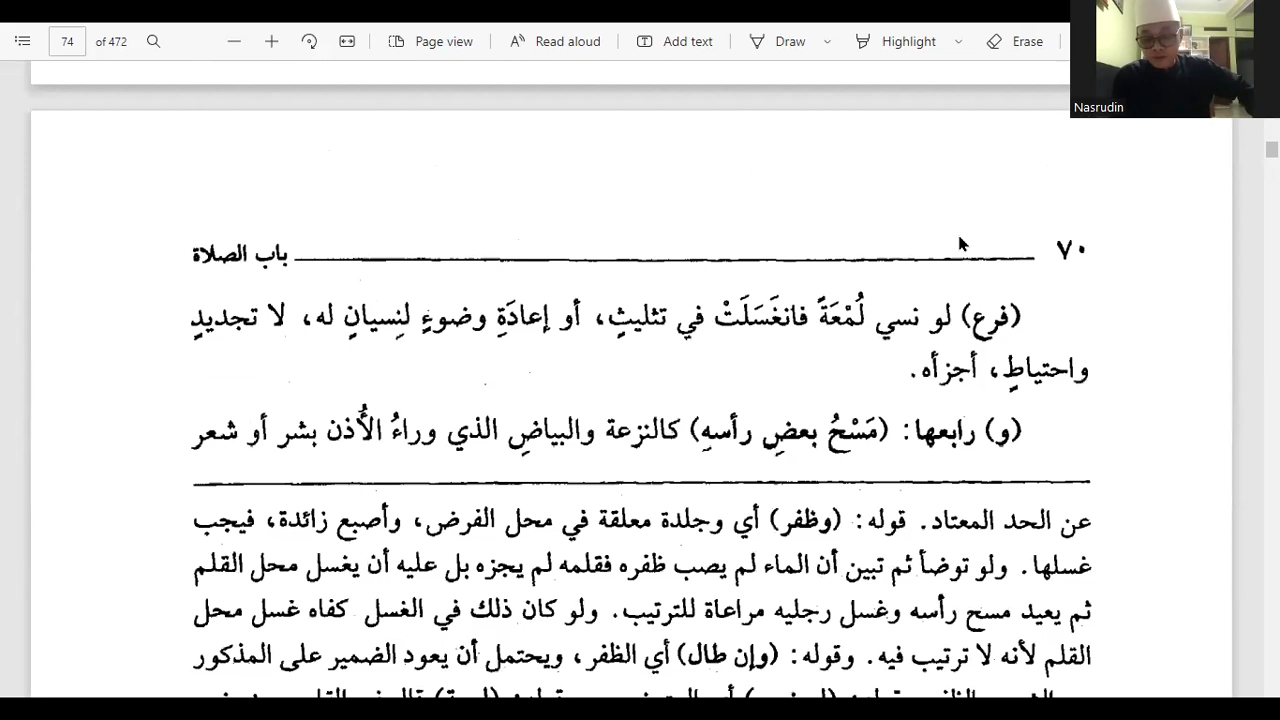 74 of 472 Page view Read aloud Add text Draw Highlight Erase
Nasrudin
٧٠ باب الصلاة
(فرع) لو نسي لُمْعَةً فانغَسَلَتْ في تثليثٍ، أو إعادَةِ وضوءٍ لنِسيانٍ له، لا تجديدٍ
واحتياطٍ، أجزأه.
(و) رابعها: (مَسْحُ بعضِ رأسهِ) كالنزعة والبياضِ الذي وراءُ الأُذن بشر أو شعر
عن الحد المعتاد. قوله: (وظفر) أي وجلدة معلقة في محل الفرض، وأصبع زائدة، فيجب
غسلها. ولو توضأ ثم تبين أن الماء لم يصب ظفره فقلمه لم يجزه بل عليه أن يغسل محل القلم
ثم يعيد مسح رأسه وغسل رجليه مراعاة للترتيب. ولو كان ذلك في الغسل كفاه غسل محل
القلم لأنه لا ترتيب فيه. وقوله: (وإن طال) أي الظفر، ويحتمل أن يعود الضمير على المذكور